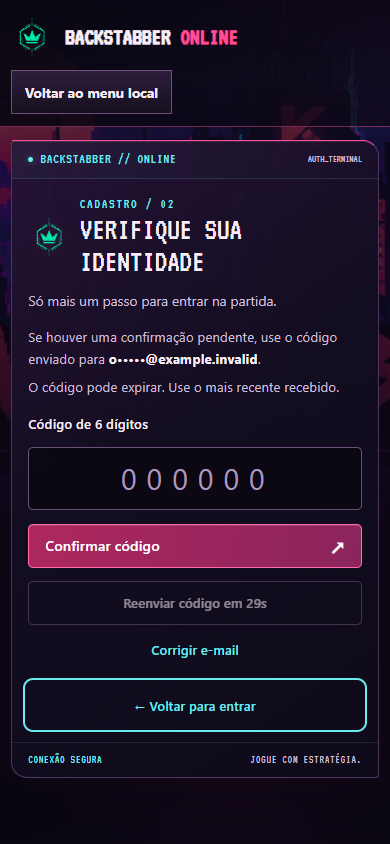 BACKSTABBER ONLINE
Voltar ao menu local
BACKSTABBER // ONLINE
AUTH_TERMINAL
CADASTRO / 02
VERIFIQUE SUA
IDENTIDADE
Só mais um passo para entrar na partida.
Se houver uma confirmação pendente, use o código
enviado para o•••••@example.invalid.
O código pode expirar. Use o mais recente recebido.
Código de 6 dígitos
000000
Confirmar código ↗
Reenviar código em 29s
Corrigir e-mail
← Voltar para entrar
CONEXÃO SEGURA
JOGUE COM ESTRATÉGIA.